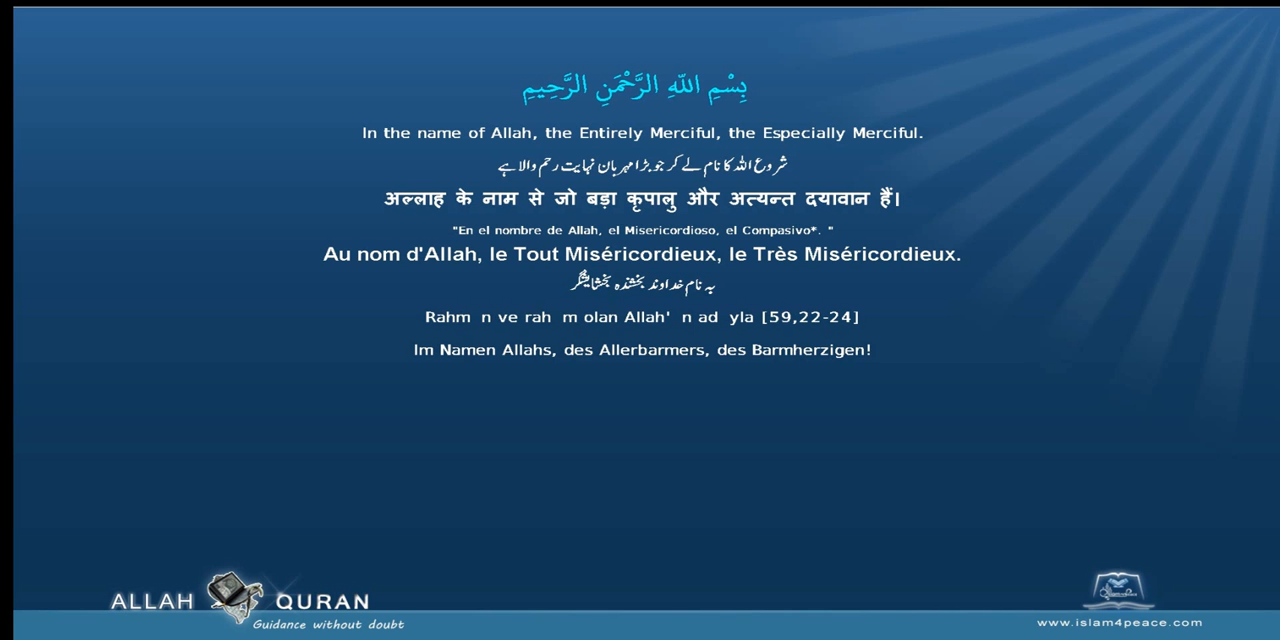 بِسْمِ اللّٰهِ الرَّحْمَنِ الرَّحِيمِ
In the name of Allah, the Entirely Merciful, the Especially Merciful.
شروع اللہ کا نام لے کر جو بڑا مہربان نہایت رحم والا ہے
अल्लाह के नाम से जो बड़ा कृपालु और अत्यन्त दयावान हैं।
"En el nombre de Allah, el Misericordioso, el Compasivo*. "
Au nom d'Allah, le Tout Miséricordieux, le Très Miséricordieux.
به نام خداوند بخشنده بخشایشگر
Rahm n ve rah m olan Allah' n ad yla [59,22-24]
Im Namen Allahs, des Allerbarmers, des Barmherzigen!
ALLAH QURAN
Guidance without doubt
www.islam4peace.com